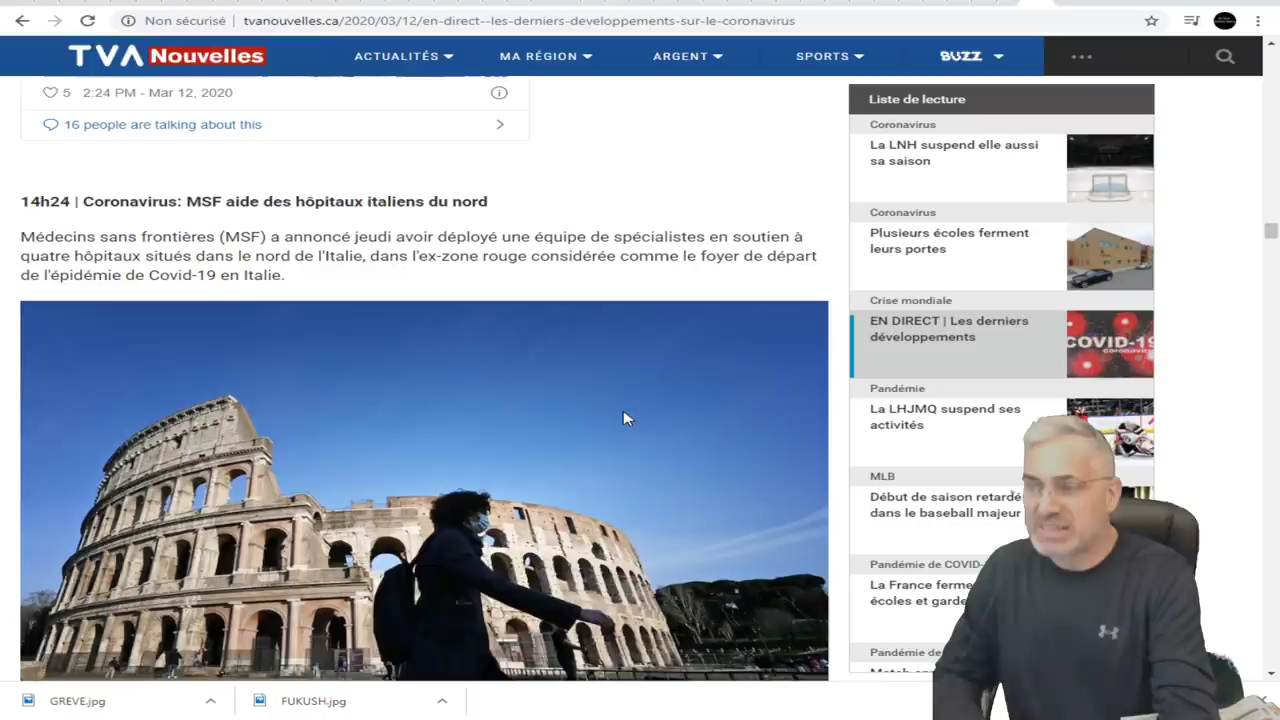 Non sécurisé | tvanouvelles.ca/2020/03/12/en-direct--les-derniers-developpements-sur-le-coronavirus
TVA Nouvelles
ACTUALITÉS MA RÉGION ARGENT SPORTS BUZZ
5 2:24 PM - Mar 12, 2020
16 people are talking about this
14h24 | Coronavirus: MSF aide des hôpitaux italiens du nord
Médecins sans frontières (MSF) a annoncé jeudi avoir déployé une équipe de spécialistes en soutien à
quatre hôpitaux situés dans le nord de l'Italie, dans l'ex-zone rouge considérée comme le foyer de départ
de l'épidémie de Covid-19 en Italie.
Liste de lecture
Coronavirus
La LNH suspend elle aussi
sa saison
Coronavirus
Plusieurs écoles ferment
leurs portes
Crise mondiale
EN DIRECT | Les derniers
développements
COVID-19
coronavirus
Pandémie
La LHJMQ suspend ses
activités
MLB
Début de saison retardé
dans le baseball majeur
Pandémie de COVID-
La France ferme
écoles et garde
Pandémie de
GREVE.jpg
FUKUSH.jpg